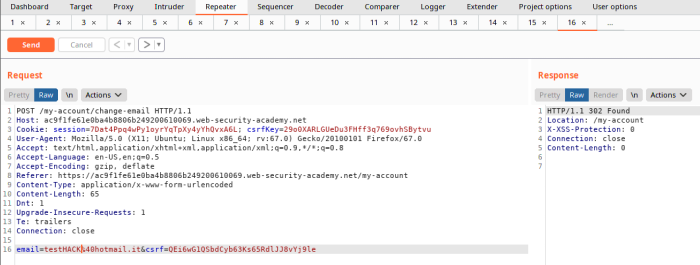 Dashboard Target Proxy Intruder Repeater Sequencer Decoder Comparer Logger Extender Project options User options
1 × 2 × 3 × 4 × 5 × 6 × 7 × 8 × 9 × 10 × 11 × 12 × 13 × 14 × 15 × 16 × ...
Send Cancel < >
Request
Pretty Raw \n Actions
1 POST /my-account/change-email HTTP/1.1
2 Host: ac9f1fe61e0ba4b8806b249200610069.web-security-academy.net
3 Cookie: session=7Dat4Ppq4wPy1oyrYqTpXy4yYhQvxA6L; csrfKey=29o0XARLGUeDu3FHff3q769ovhSBytvu
4 User-Agent: Mozilla/5.0 (X11; Ubuntu; Linux x86_64; rv:67.0) Gecko/20100101 Firefox/67.0
5 Accept: text/html,application/xhtml+xml,application/xml;q=0.9,*/*;q=0.8
6 Accept-Language: en-US,en;q=0.5
7 Accept-Encoding: gzip, deflate
8 Referer: https://ac9f1fe61e0ba4b8806b249200610069.web-security-academy.net/my-account
9 Content-Type: application/x-www-form-urlencoded
10 Content-Length: 65
11 Dnt: 1
12 Upgrade-Insecure-Requests: 1
13 Te: trailers
14 Connection: close
15
16 email=testHACK%40hotmail.it&csrf=QEi6wG1QSbdCyb63Ks65RdlJJ8vYj9le
Response
Pretty Raw Render \n Actions
1 HTTP/1.1 302 Found
2 Location: /my-account
3 X-XSS-Protection: 0
4 Connection: close
5 Content-Length: 0
6
7